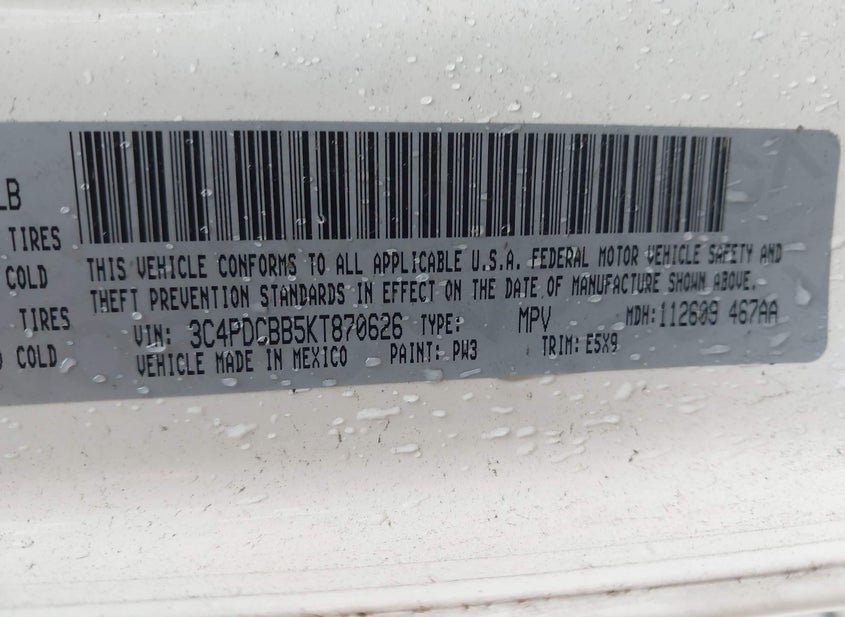 LB
TIRES
COLD
TIRES
COLD
THIS VEHICLE CONFORMS TO ALL APPLICABLE U.S.A. FEDERAL MOTOR VEHICLE SAFETY AND
THEFT PREVENTION STANDARDS IN EFFECT ON THE DATE OF MANUFACTURE SHOWN ABOVE.
VIN: 3C4PDCBB5KT870626 TYPE: MPV MDH:112609 467AA
VEHICLE MADE IN MEXICO PAINT: PW3 TRIM: E5X9